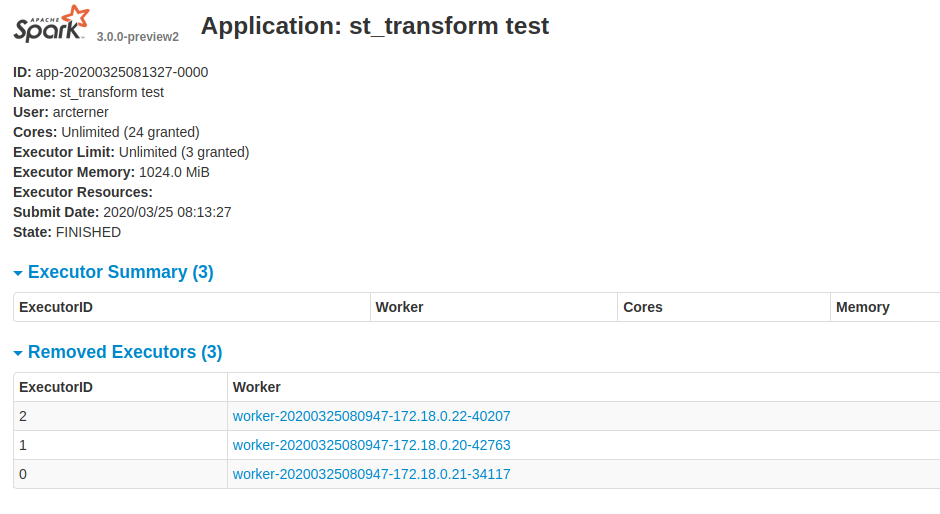 APACHE
Spark 3.0.0-preview2 Application: st_transform test
ID: app-20200325081327-0000
Name: st_transform test
User: arcterner
Cores: Unlimited (24 granted)
Executor Limit: Unlimited (3 granted)
Executor Memory: 1024.0 MiB
Executor Resources:
Submit Date: 2020/03/25 08:13:27
State: FINISHED
Executor Summary (3)
ExecutorID Worker Cores Memory
Removed Executors (3)
ExecutorID Worker
2 worker-20200325080947-172.18.0.22-40207
1 worker-20200325080947-172.18.0.20-42763
0 worker-20200325080947-172.18.0.21-34117